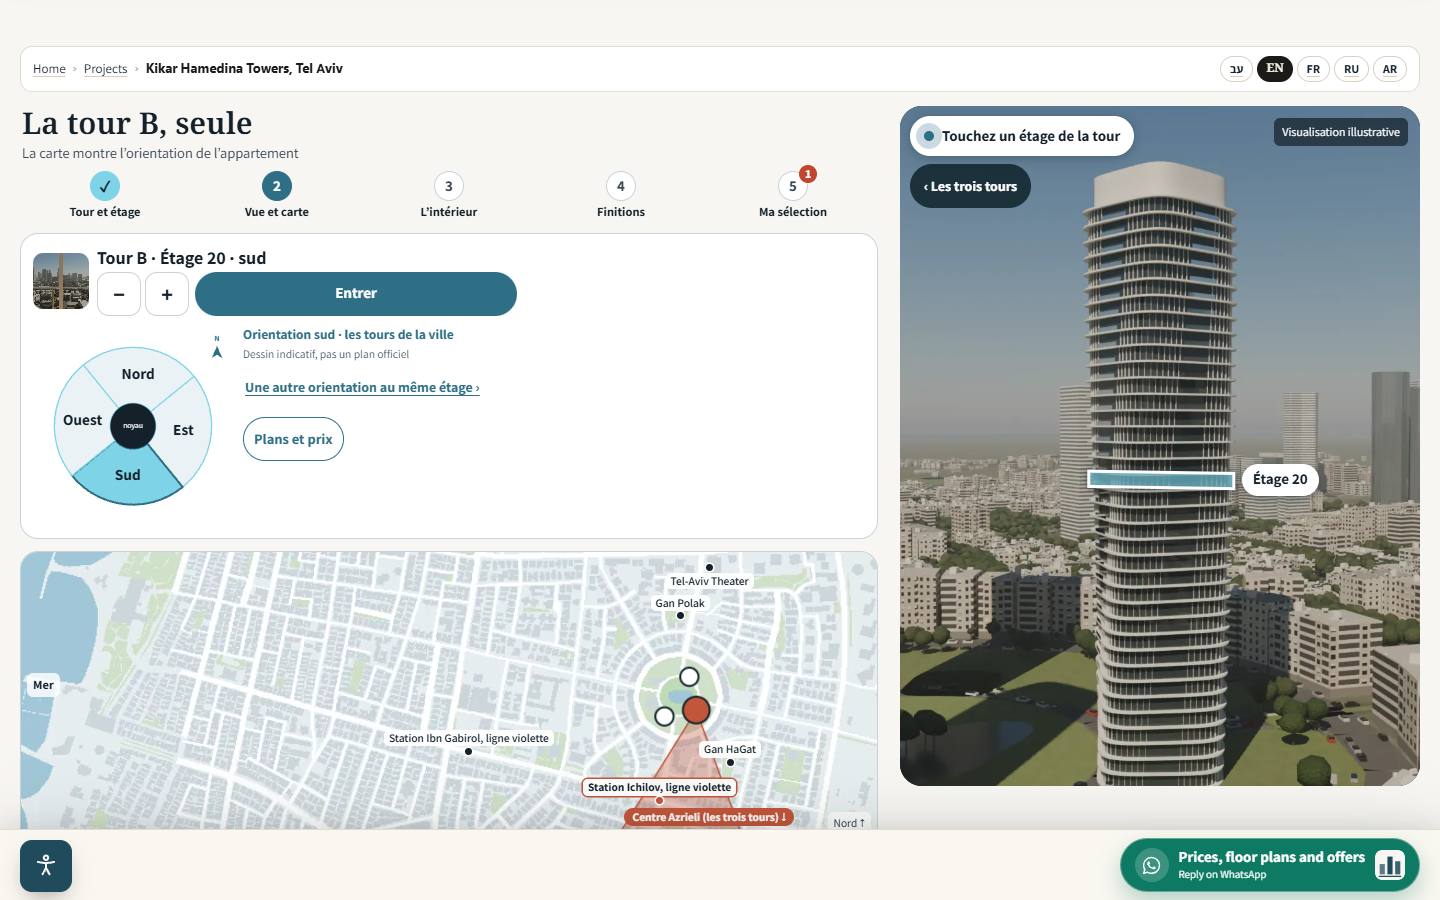 Home › Projects › Kikar Hamedina Towers, Tel Aviv
עב EN FR RU AR
La tour B, seule
La carte montre l’orientation de l’appartement
✓ 2 3 4 5 1
Tour et étage Vue et carte L’intérieur Finitions Ma sélection
Tour B · Étage 20 · sud
− + Entrer
N
Orientation sud · les tours de la ville
Dessin indicatif, pas un plan officiel
Une autre orientation au même étage ›
Plans et prix
Nord
Ouest
noyau
Est
Sud
Tel-Aviv Theater
Gan Polak
Mer
Station Ibn Gabirol, ligne violette
Gan HaGat
Station Ichilov, ligne violette
Centre Azrieli (les trois tours) ↓
Nord ↑
Touchez un étage de la tour
Visualisation illustrative
‹ Les trois tours
Étage 20
Prices, floor plans and offers
Reply on WhatsApp